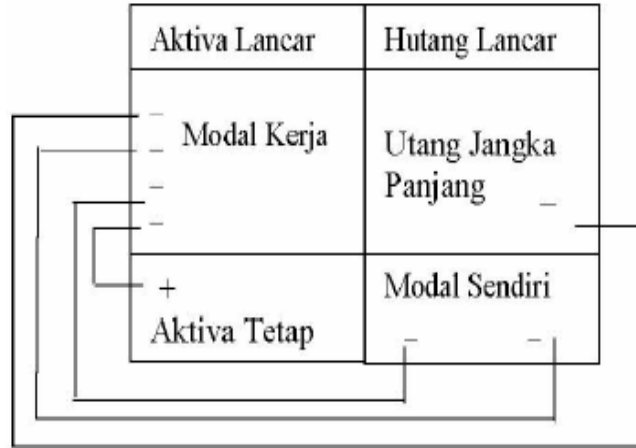 Aktiva Lancar
Hutang Lancar
–
Modal Kerja
–
–
–
Utang Jangka
Panjang
–
+
Aktiva Tetap
Modal Sendiri
– –